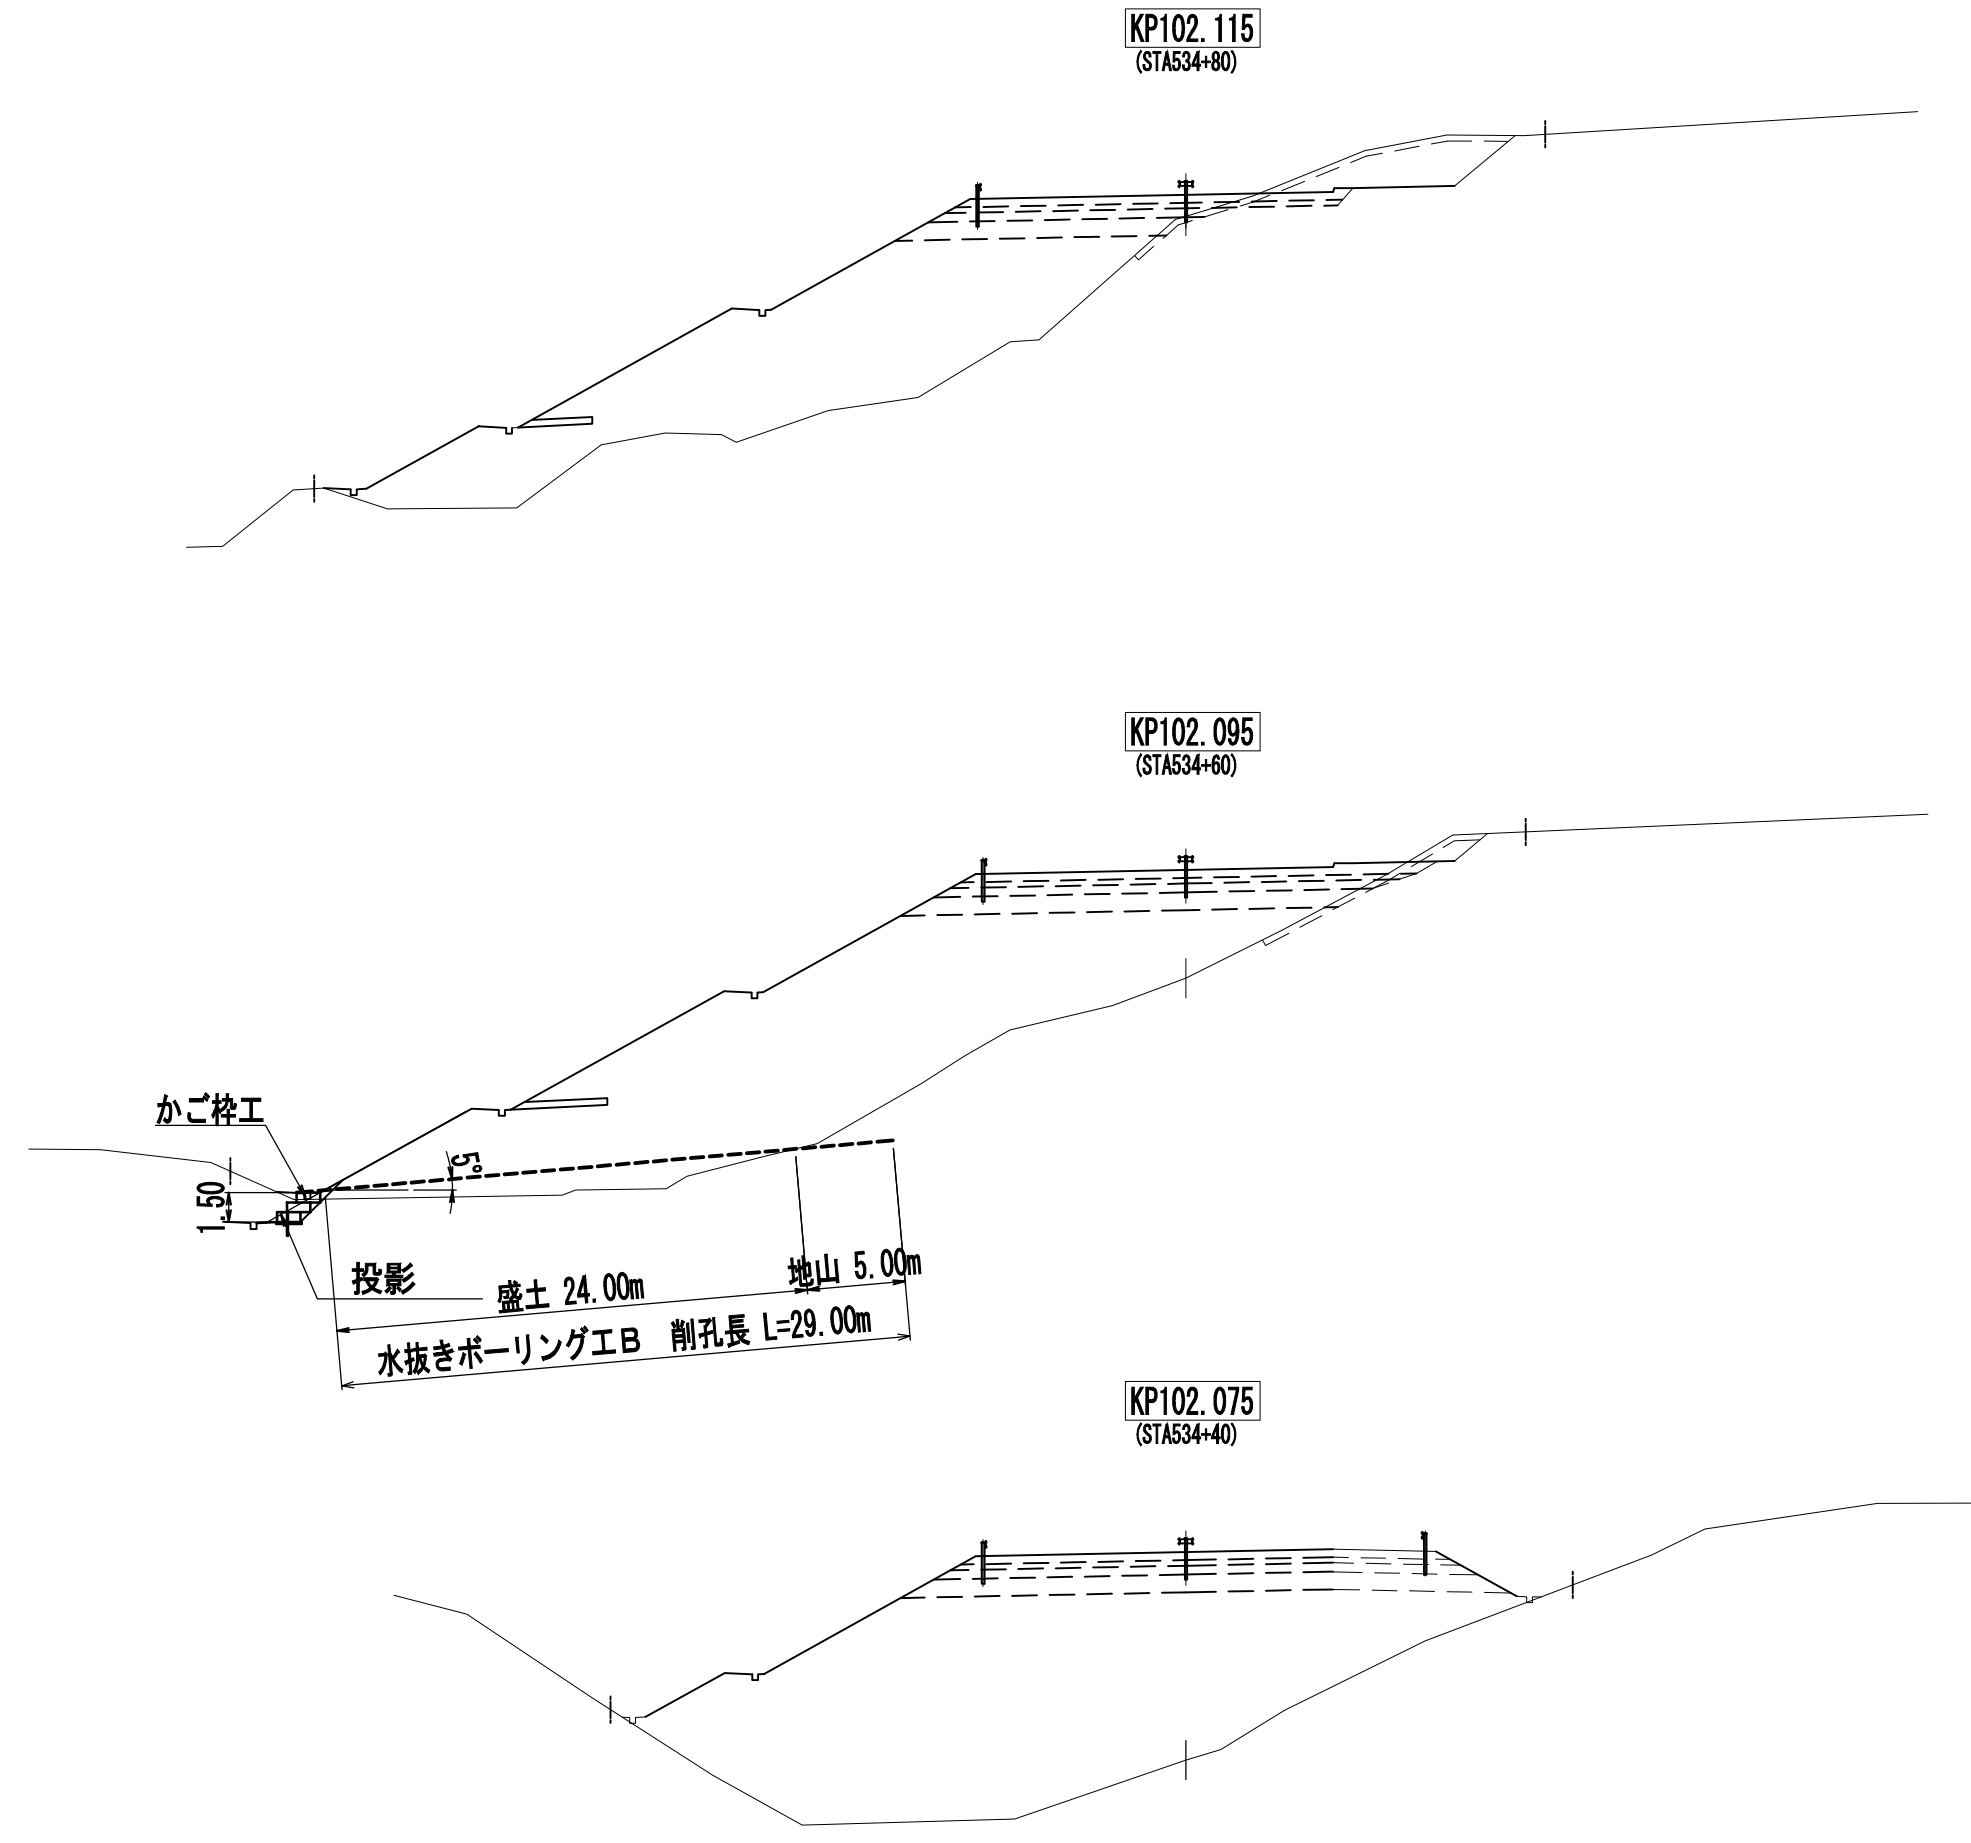 KP102.115
(STA534+80)
KP102.095
(STA534+60)
かご枠工
5°
1.50
投影
盛土 24.00m
地山 5.00m
水抜きボーリング工B　削孔長 L=29.00m
KP102.075
(STA534+40)